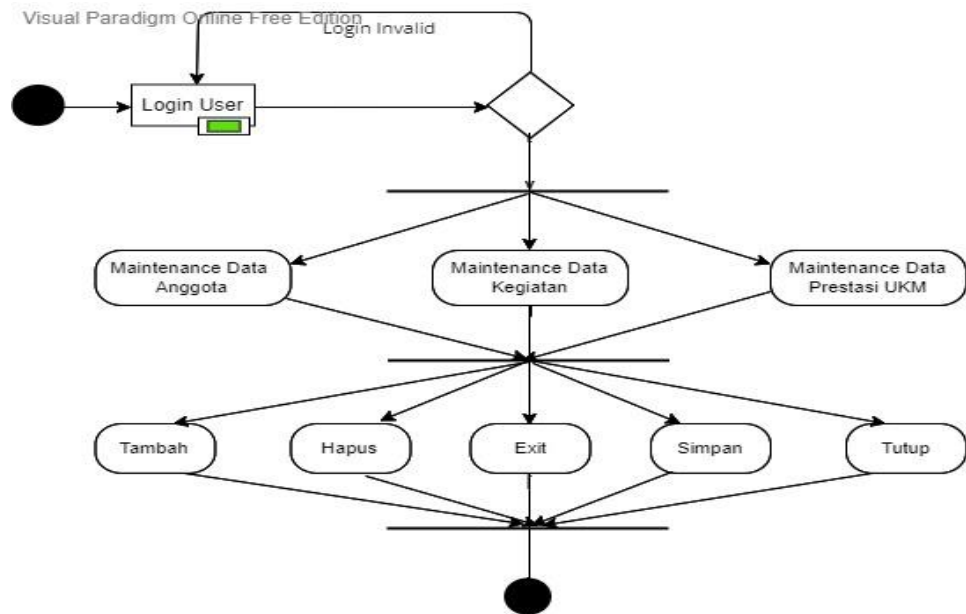 Visual Paradigm Online Free Edition
Login Invalid
Login User
Maintenance Data
Anggota
Maintenance Data
Kegiatan
Maintenance Data
Prestasi UKM
Tambah
Hapus
Exit
Simpan
Tutup